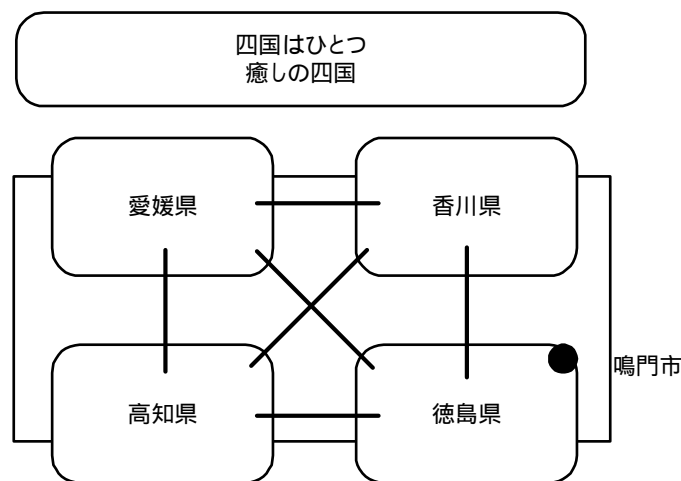 四国はひとつ
癒しの四国
愛媛県
香川県
鳴門市
高知県
徳島県